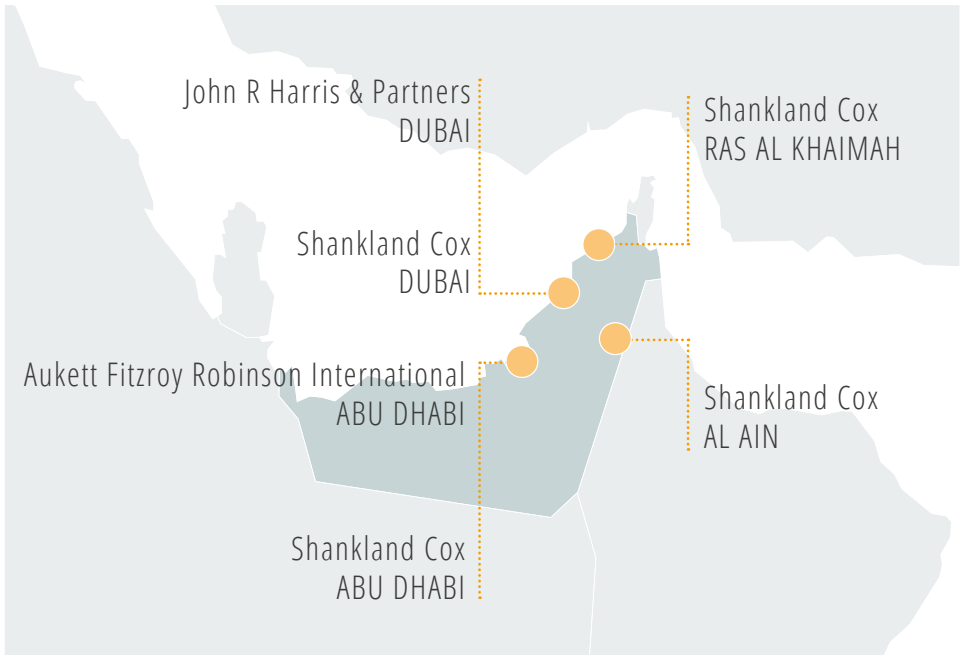 John R Harris & Partners
DUBAI
Shankland Cox
DUBAI
Aukett Fitzroy Robinson International
ABU DHABI
Shankland Cox
ABU DHABI
Shankland Cox
RAS AL KHAIMAH
Shankland Cox
AL AIN